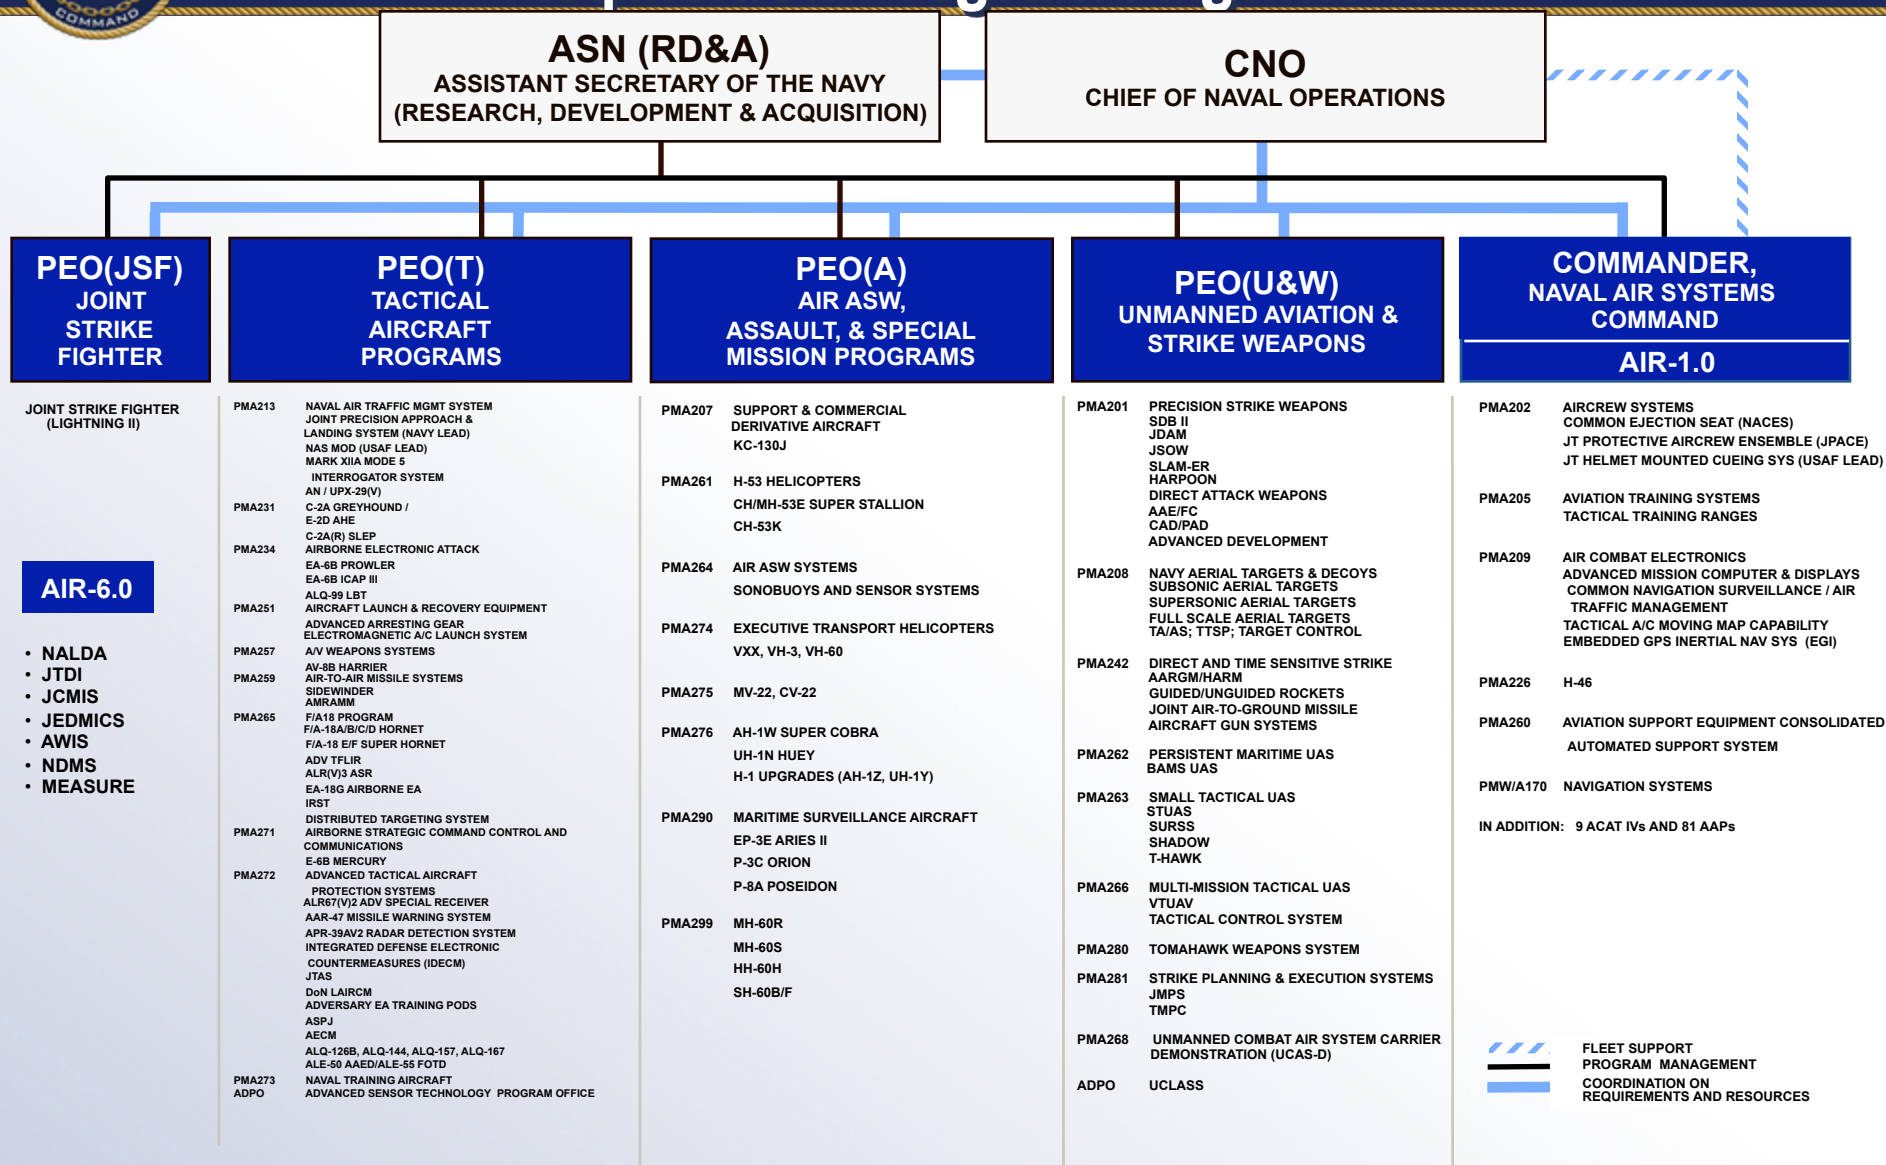 COMMAND
ASN (RD&A)
ASSISTANT SECRETARY OF THE NAVY
(RESEARCH, DEVELOPMENT & ACQUISITION)
CNO
CHIEF OF NAVAL OPERATIONS
PEO(JSF)
JOINT
STRIKE
FIGHTER
JOINT STRIKE FIGHTER
(LIGHTNING II)
AIR-6.0
• NALDA
• JTDI
• JCMIS
• JEDMICS
• AWIS
• NDMS
• MEASURE
PEO(T)
TACTICAL
AIRCRAFT
PROGRAMS
PMA213 NAVAL AIR TRAFFIC MGMT SYSTEM
JOINT PRECISION APPROACH &
LANDING SYSTEM (NAVY LEAD)
NAS MOD (USAF LEAD)
MARK XIIA MODE 5
INTERROGATOR SYSTEM
AN / UPX-29(V)
PMA231 C-2A GREYHOUND /
E-2D AHE
C-2A(R) SLEP
PMA234 AIRBORNE ELECTRONIC ATTACK
EA-6B PROWLER
EA-6B ICAP III
ALQ-99 LBT
PMA251 AIRCRAFT LAUNCH & RECOVERY EQUIPMENT
ADVANCED ARRESTING GEAR
ELECTROMAGNETIC A/C LAUNCH SYSTEM
PMA257 A/V WEAPONS SYSTEMS
AV-8B HARRIER
PMA259 AIR-TO-AIR MISSILE SYSTEMS
SIDEWINDER
AMRAMM
PMA265 F/A18 PROGRAM
F/A-18A/B/C/D HORNET
F/A-18 E/F SUPER HORNET
ADV TFLIR
ALR(V)3 ASR
EA-18G AIRBORNE EA
IRST
DISTRIBUTED TARGETING SYSTEM
PMA271 AIRBORNE STRATEGIC COMMAND CONTROL AND
COMMUNICATIONS
E-6B MERCURY
PMA272 ADVANCED TACTICAL AIRCRAFT
PROTECTION SYSTEMS
ALR67(V)2 ADV SPECIAL RECEIVER
AAR-47 MISSILE WARNING SYSTEM
APR-39AV2 RADAR DETECTION SYSTEM
INTEGRATED DEFENSE ELECTRONIC
COUNTERMEASURES (IDECM)
JTAS
DoN LAIRCM
ADVERSARY EA TRAINING PODS
ASPJ
AECM
ALQ-126B, ALQ-144, ALQ-157, ALQ-167
ALE-50 AAED/ALE-55 FOTD
PMA273 NAVAL TRAINING AIRCRAFT
ADPO ADVANCED SENSOR TECHNOLOGY PROGRAM OFFICE
PEO(A)
AIR ASW,
ASSAULT, & SPECIAL
MISSION PROGRAMS
PMA207 SUPPORT & COMMERCIAL
DERIVATIVE AIRCRAFT
KC-130J
PMA261 H-53 HELICOPTERS
CH/MH-53E SUPER STALLION
CH-53K
PMA264 AIR ASW SYSTEMS
SONOBUOYS AND SENSOR SYSTEMS
PMA274 EXECUTIVE TRANSPORT HELICOPTERS
VXX, VH-3, VH-60
PMA275 MV-22, CV-22
PMA276 AH-1W SUPER COBRA
UH-1N HUEY
H-1 UPGRADES (AH-1Z, UH-1Y)
PMA290 MARITIME SURVEILLANCE AIRCRAFT
EP-3E ARIES II
P-3C ORION
P-8A POSEIDON
PMA299 MH-60R
MH-60S
HH-60H
SH-60B/F
PEO(U&W)
UNMANNED AVIATION &
STRIKE WEAPONS
PMA201 PRECISION STRIKE WEAPONS
SDB II
JDAM
JSOW
SLAM-ER
HARPOON
DIRECT ATTACK WEAPONS
AAE/FC
CAD/PAD
ADVANCED DEVELOPMENT
PMA208 NAVY AERIAL TARGETS & DECOYS
SUBSONIC AERIAL TARGETS
SUPERSONIC AERIAL TARGETS
FULL SCALE AERIAL TARGETS
TA/AS; TTSP; TARGET CONTROL
PMA242 DIRECT AND TIME SENSITIVE STRIKE
AARGM/HARM
GUIDED/UNGUIDED ROCKETS
JOINT AIR-TO-GROUND MISSILE
AIRCRAFT GUN SYSTEMS
PMA262 PERSISTENT MARITIME UAS
BAMS UAS
PMA263 SMALL TACTICAL UAS
STUAS
SURSS
SHADOW
T-HAWK
PMA266 MULTI-MISSION TACTICAL UAS
VTUAV
TACTICAL CONTROL SYSTEM
PMA280 TOMAHAWK WEAPONS SYSTEM
PMA281 STRIKE PLANNING & EXECUTION SYSTEMS
JMPS
TMPC
PMA268 UNMANNED COMBAT AIR SYSTEM CARRIER
DEMONSTRATION (UCAS-D)
ADPO UCLASS
COMMANDER,
NAVAL AIR SYSTEMS
COMMAND
AIR-1.0
PMA202 AIRCREW SYSTEMS
COMMON EJECTION SEAT (NACES)
JT PROTECTIVE AIRCREW ENSEMBLE (JPACE)
JT HELMET MOUNTED CUEING SYS (USAF LEAD)
PMA205 AVIATION TRAINING SYSTEMS
TACTICAL TRAINING RANGES
PMA209 AIR COMBAT ELECTRONICS
ADVANCED MISSION COMPUTER & DISPLAYS
COMMON NAVIGATION SURVEILLANCE / AIR
TRAFFIC MANAGEMENT
TACTICAL A/C MOVING MAP CAPABILITY
EMBEDDED GPS INERTIAL NAV SYS (EGI)
PMA226 H-46
PMA260 AVIATION SUPPORT EQUIPMENT CONSOLIDATED
AUTOMATED SUPPORT SYSTEM
PMW/A170 NAVIGATION SYSTEMS
IN ADDITION: 9 ACAT IVs AND 81 AAPs
FLEET SUPPORT
PROGRAM MANAGEMENT
COORDINATION ON
REQUIREMENTS AND RESOURCES